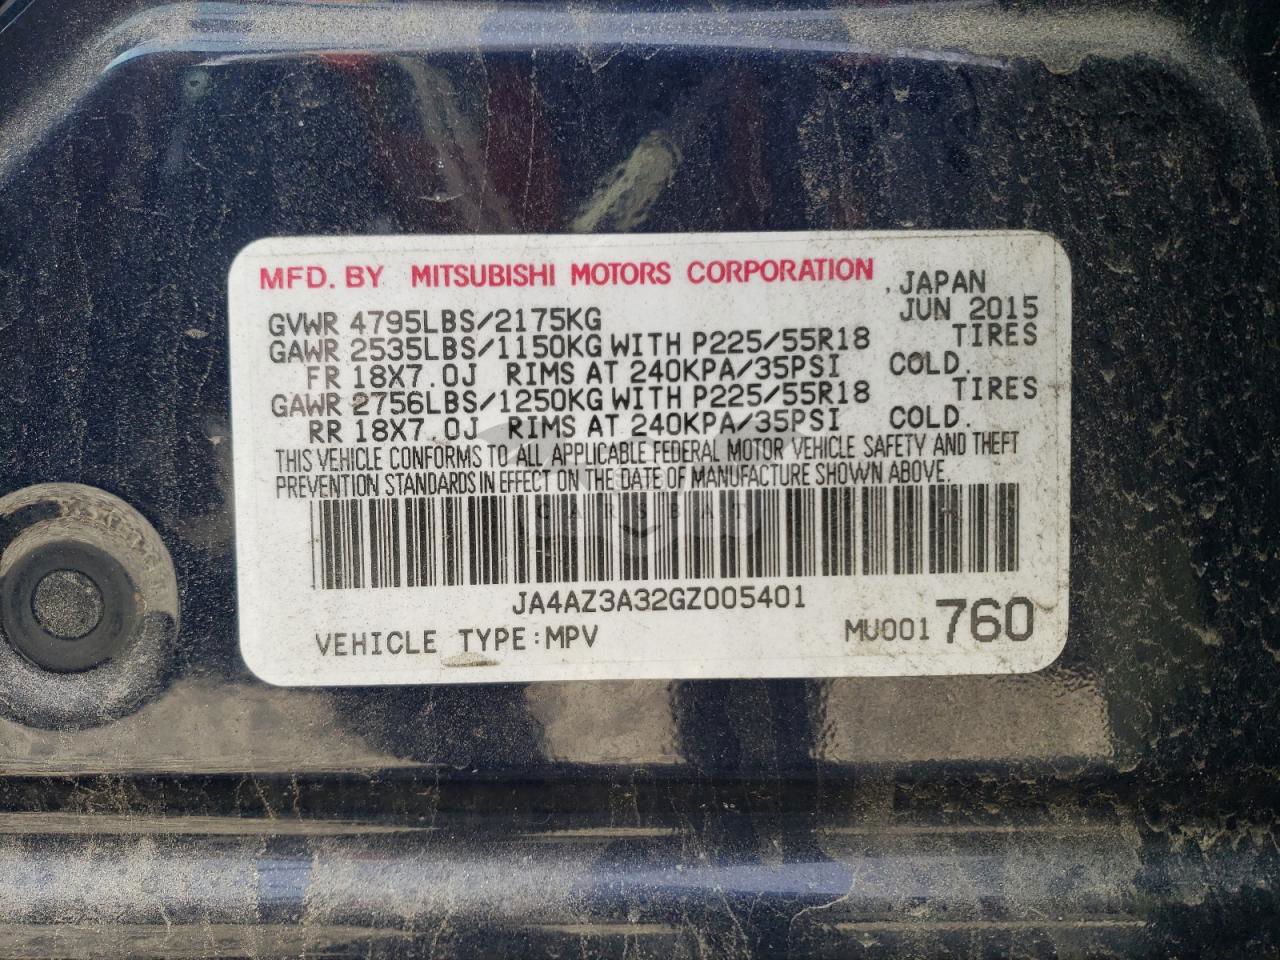 MFD. BY MITSUBISHI MOTORS CORPORATION , JAPAN
JUN 2015
GVWR 4795LBS/2175KG
GAWR 2535LBS/1150KG WITH P225/55R18 TIRES
FR 18X7.0J RIMS AT 240KPA/35PSI COLD.
GAWR 2756LBS/1250KG WITH P225/55R18 TIRES
RR 18X7.0J RIMS AT 240KPA/35PSI COLD.
THIS VEHICLE CONFORMS TO ALL APPLICABLE FEDERAL MOTOR VEHICLE SAFETY AND THEFT
PREVENTION STANDARDS IN EFFECT ON THE DATE OF MANUFACTURE SHOWN ABOVE.
CARSBAT
JA4AZ3A32GZ005401
VEHICLE TYPE:MPV MU001760